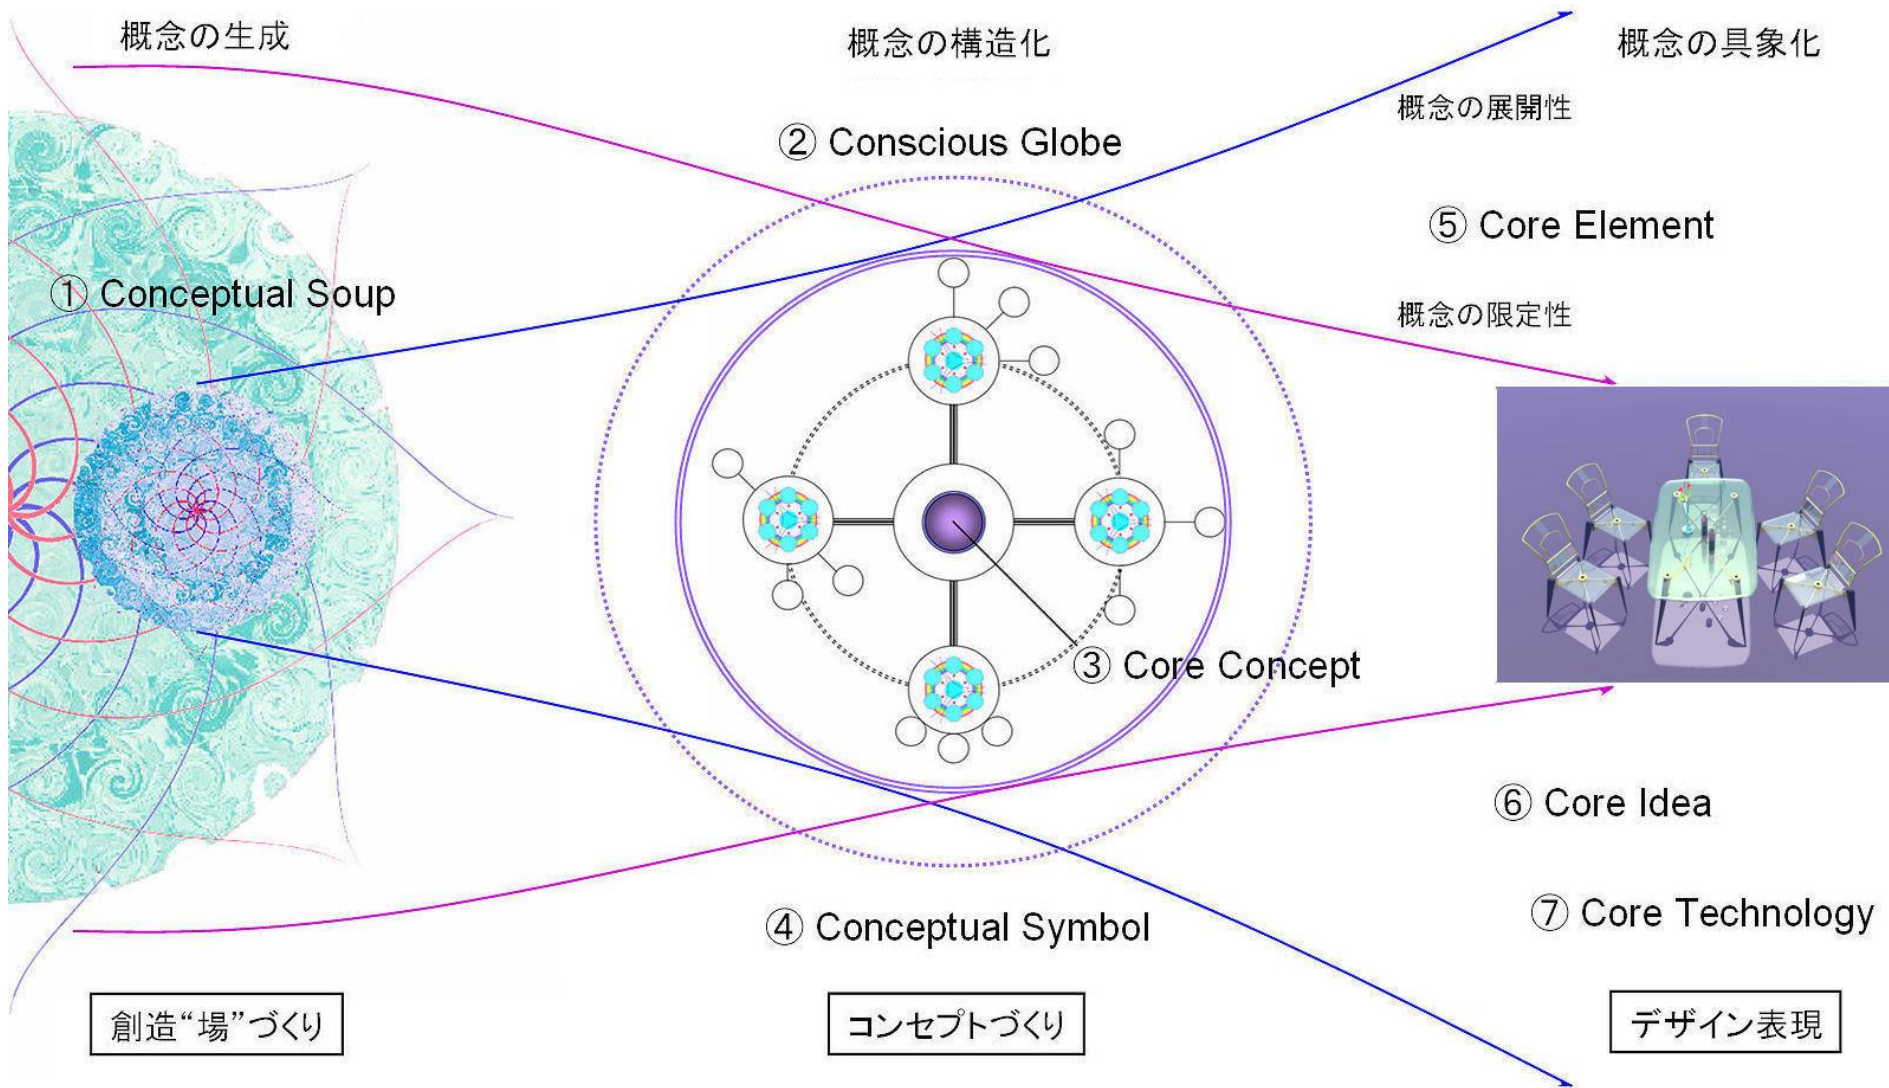 概念の生成
概念の構造化
概念の具象化
概念の展開性
② Conscious Globe
⑤ Core Element
① Conceptual Soup
概念の限定性
③ Core Concept
⑥ Core Idea
⑦ Core Technology
④ Conceptual Symbol
創造“場”づくり
コンセプトづくり
デザイン表現